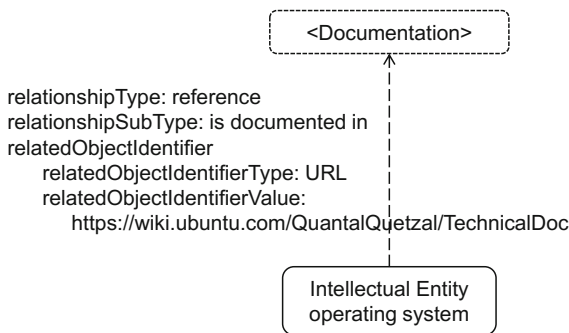 <Documentation>
relationshipType: reference
relationshipSubType: is documented in
relatedObjectIdentifier
relatedObjectIdentifierType: URL
relatedObjectIdentifierValue:
https://wiki.ubuntu.com/QuantalQuetzal/TechnicalDoc
Intellectual Entity
operating system